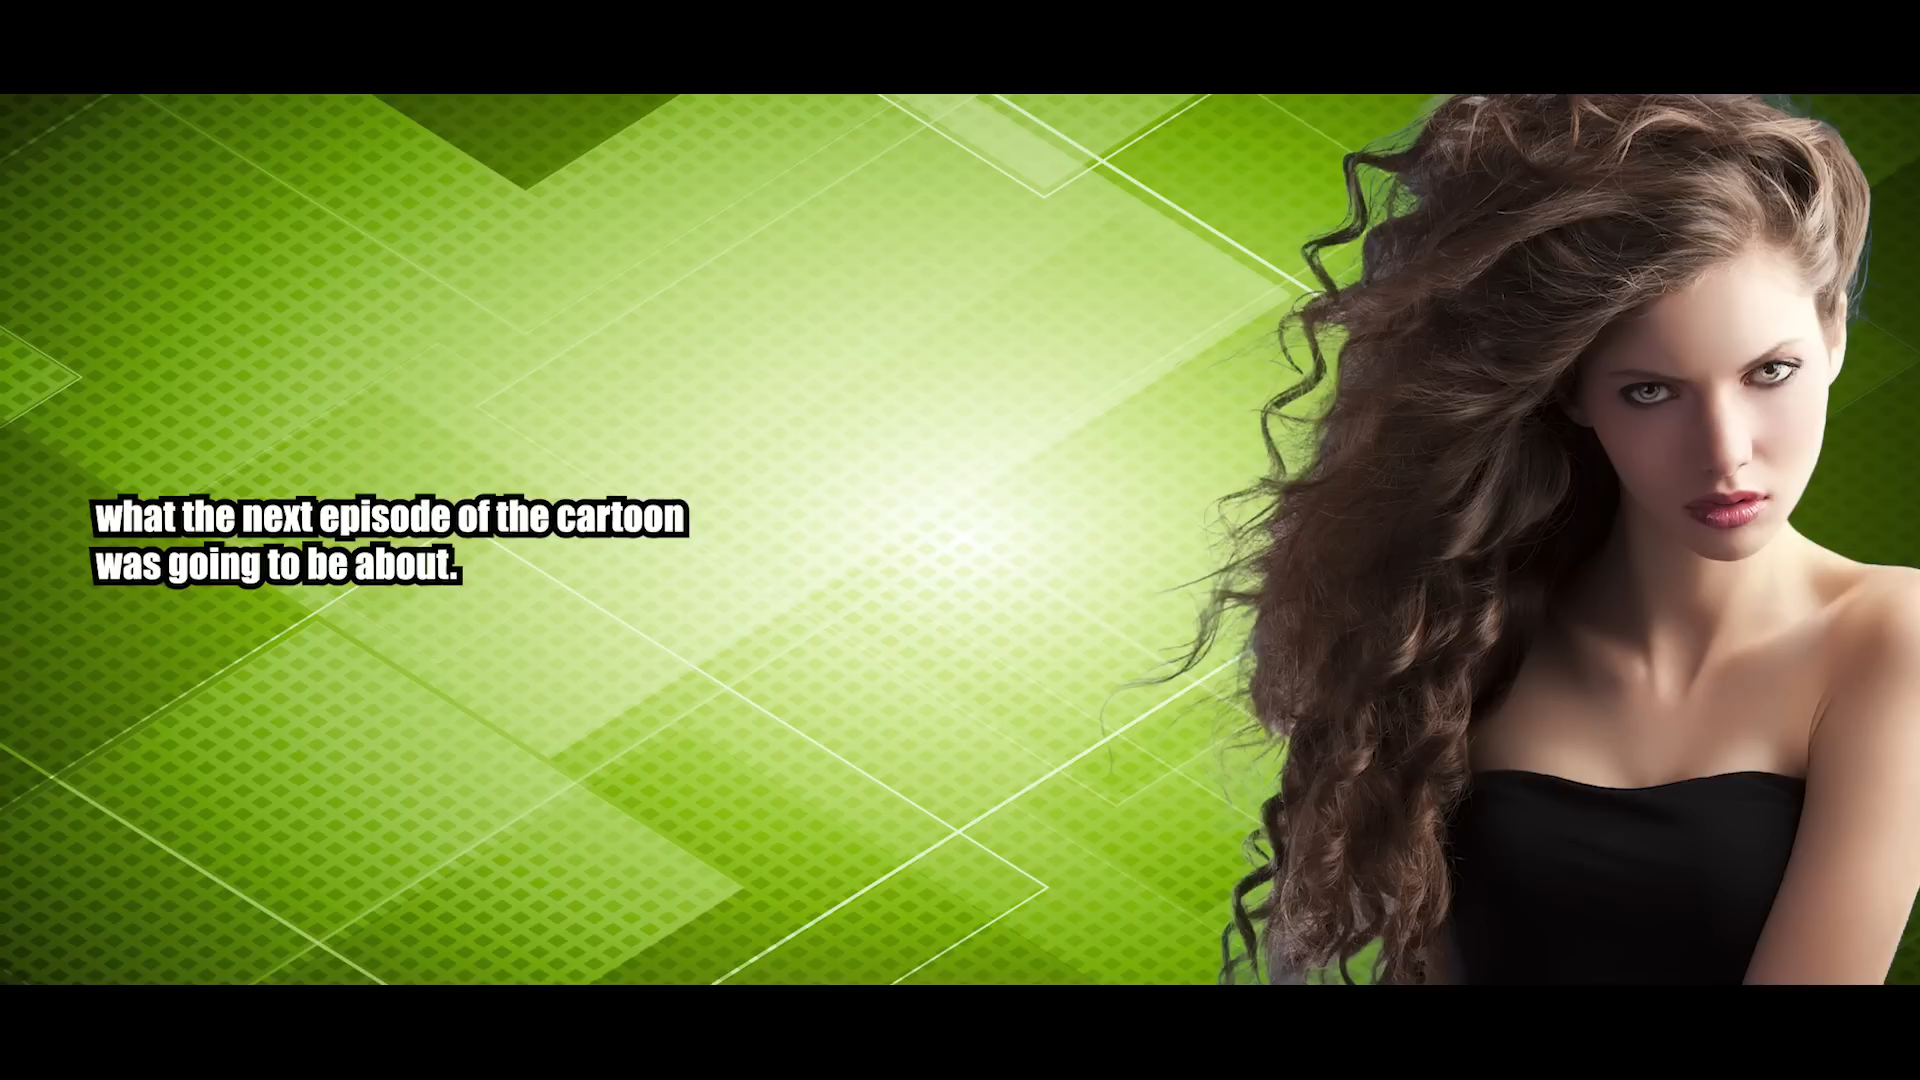 what the next episode of the cartoon
was going to be about.